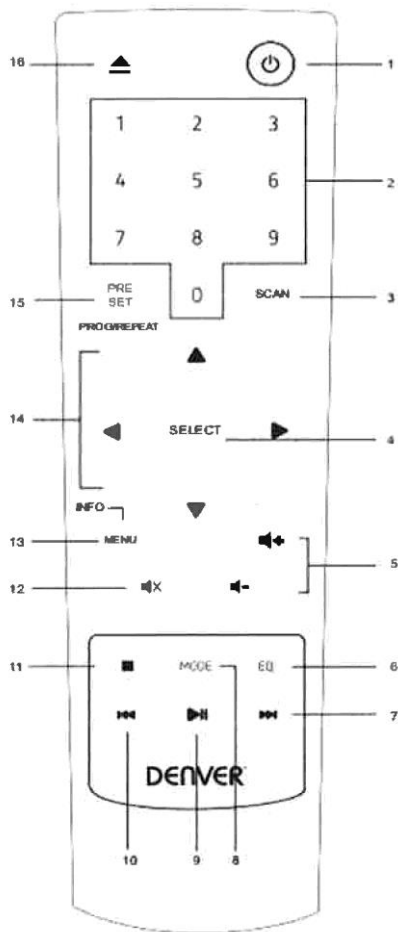 16
1
1 2 3
4 5 6
2
7 8 9
15
PRE
SET
0
SCAN
3
PROG/REPEAT
14
SELECT
4
INFO
13
MENU
5
12
11
MODE
EQ
6
7
DENVER
10
9
8